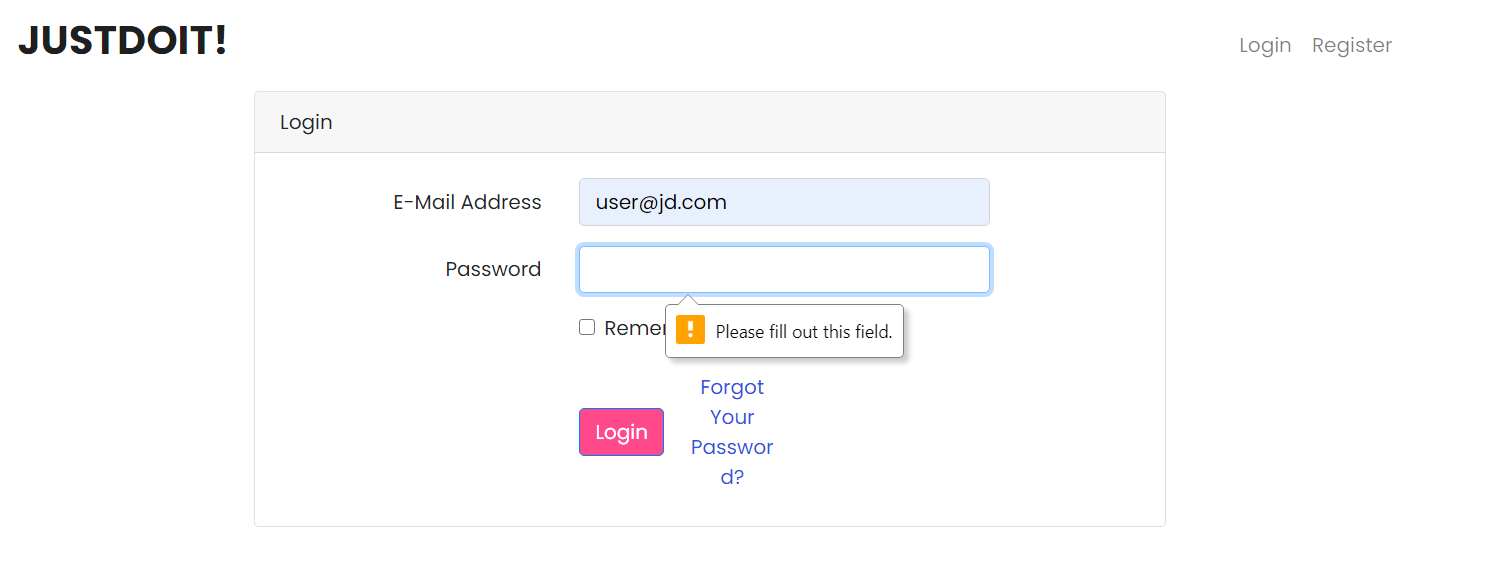 JUSTDOIT!
Login Register
Login
E-Mail Address user@jd.com
Password
Please fill out this field.
Forgot
Your
Passwor
d?
Login